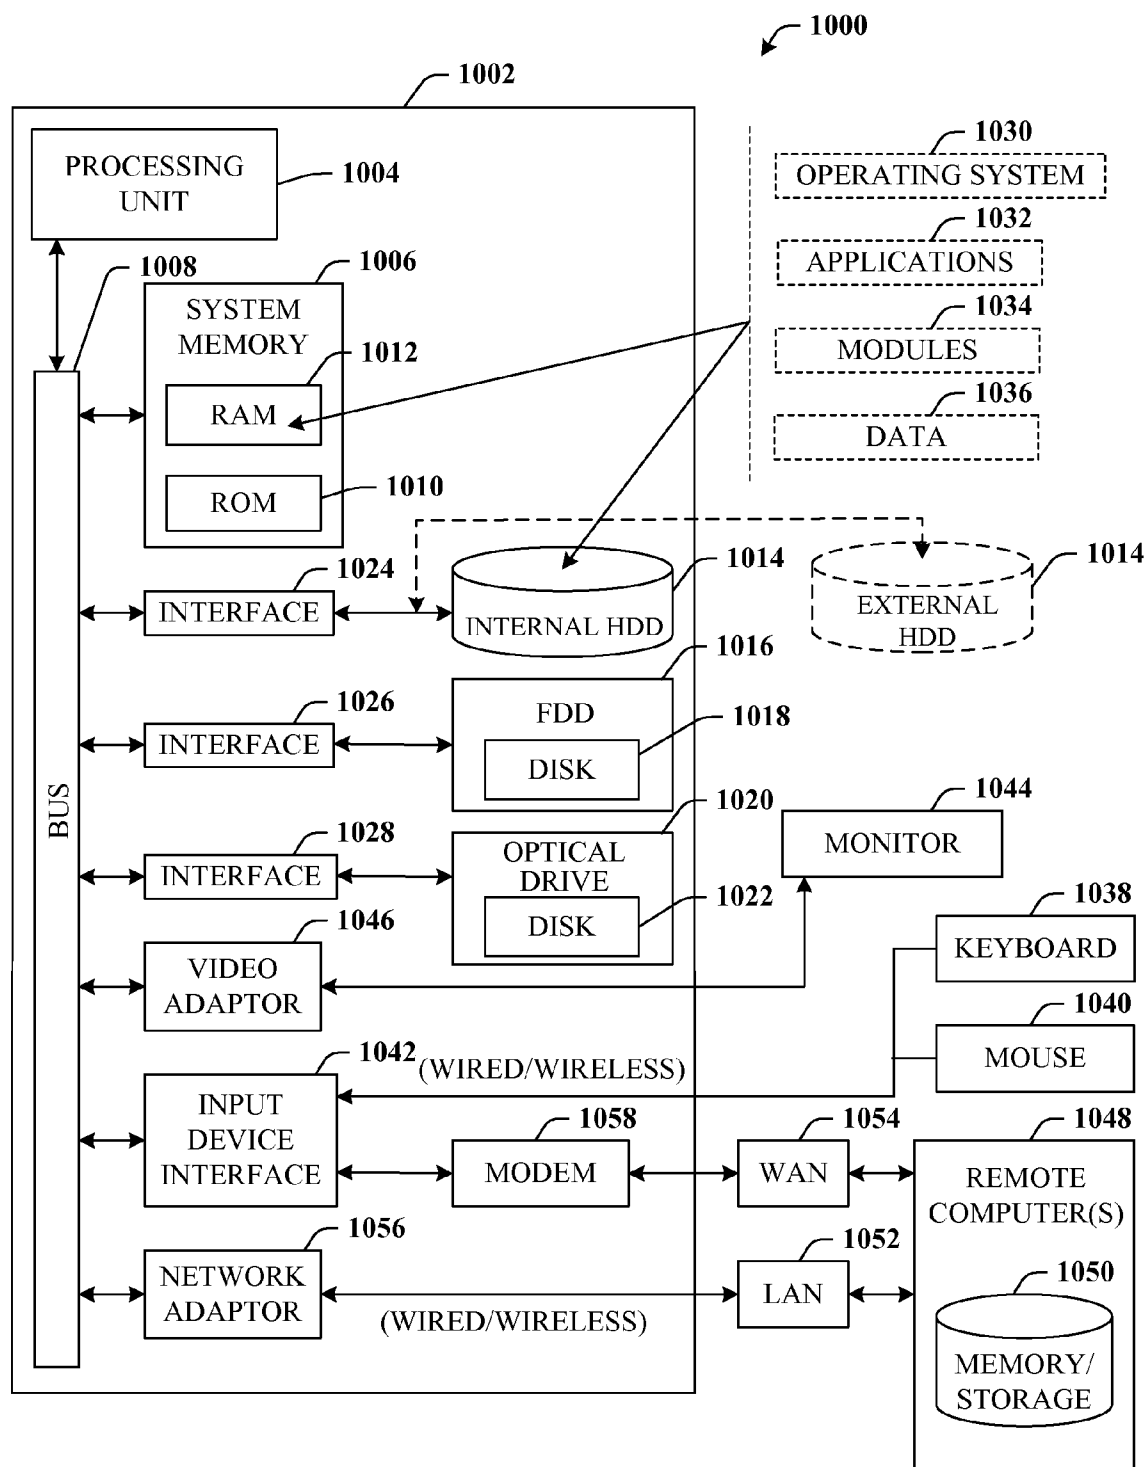 1000
1002
PROCESSING
UNIT
1004
1030
OPERATING SYSTEM
1032
APPLICATIONS
1034
MODULES
1036
DATA
1008
1006
SYSTEM
MEMORY
1012
RAM
1010
ROM
BUS
1024
INTERFACE
1014
INTERNAL HDD
1014
EXTERNAL
HDD
1026
INTERFACE
1016
FDD
1018
DISK
1028
INTERFACE
1020
OPTICAL
DRIVE
1022
DISK
1044
MONITOR
1046
VIDEO
ADAPTOR
1038
KEYBOARD
1040
MOUSE
1042
(WIRED/WIRELESS)
INPUT
DEVICE
INTERFACE
1058
MODEM
1054
WAN
1048
REMOTE
COMPUTER(S)
1056
NETWORK
ADAPTOR
(WIRED/WIRELESS)
1052
LAN
1050
MEMORY/
STORAGE